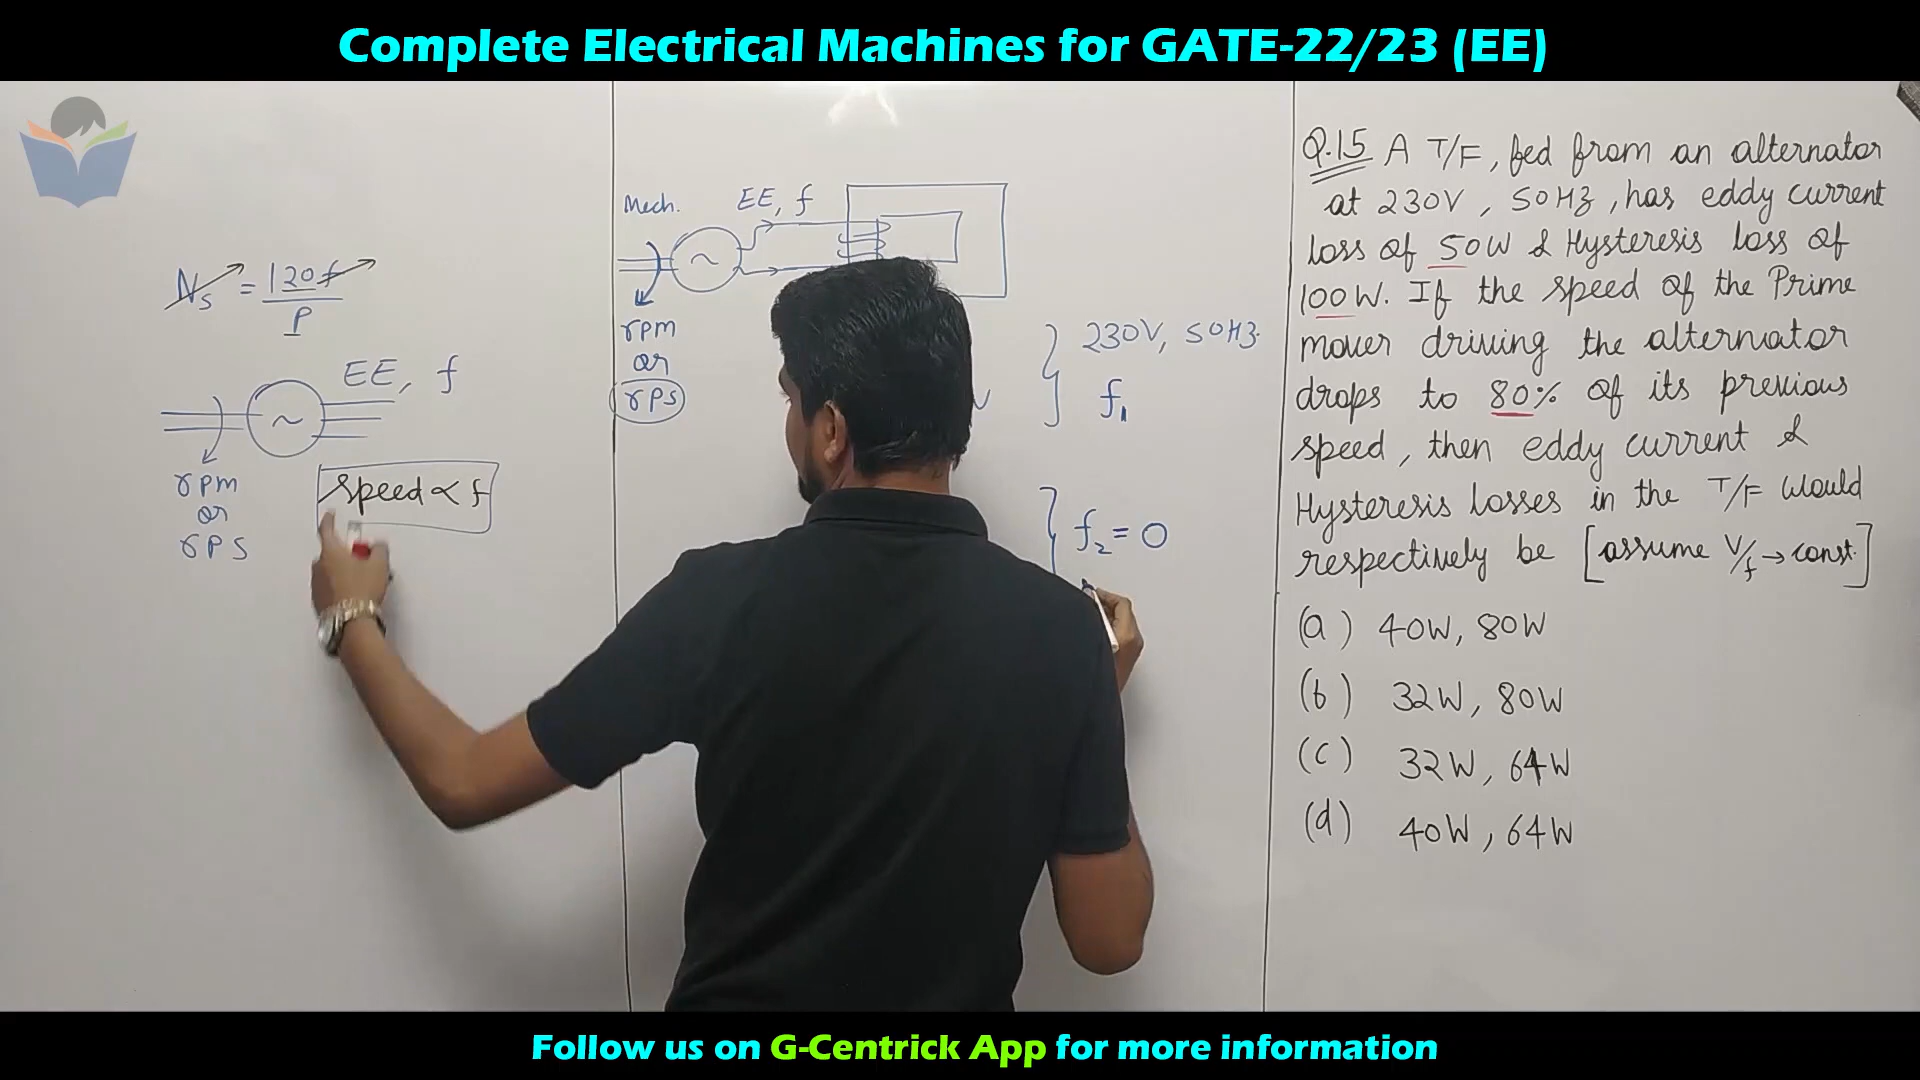 Complete Electrical Machines for GATE-22/23 (EE)
Ns = 120f
P
EE, f
rpm
or
rps
Speed ∝ f
Mech.
EE, f
rpm
or
rps
230V, 50Hz.
f₁
f₂ = 0
Q.15 A T/F, fed from an alternator
at 230V, 50Hz, has eddy current
loss of 50W & Hysteresis loss of
100W. If the speed of the Prime
mover driving the alternator
drops to 80% of its previous
speed, then eddy current &
Hysteresis losses in the T/F would
respectively be [assume V/f → const.]
(a) 40W, 80W
(b) 32W, 80W
(c) 32W, 64W
(d) 40W, 64W
Follow us on G-Centrick App for more information